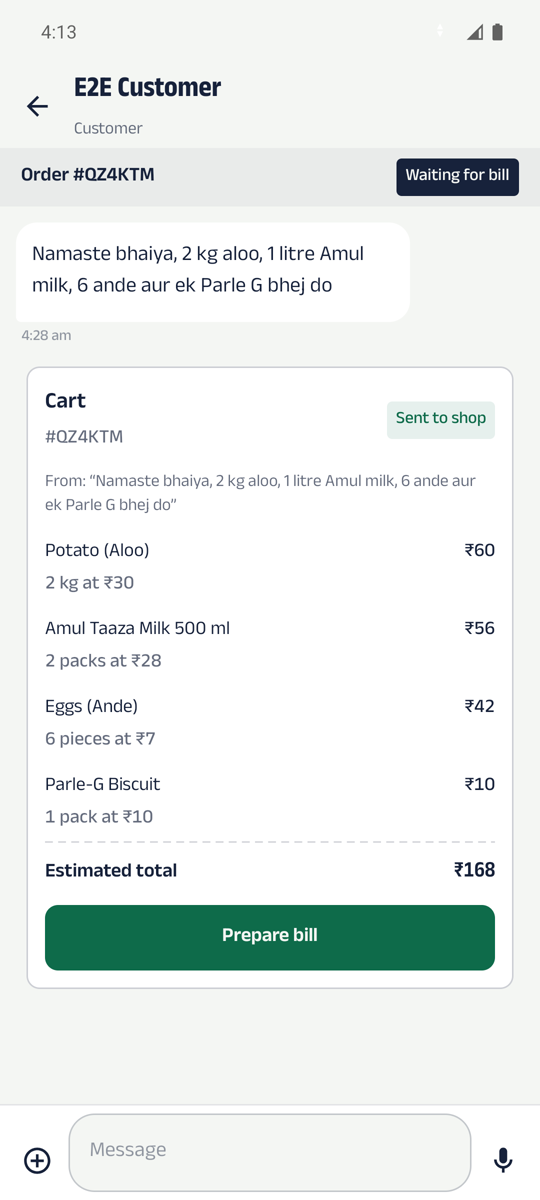 4:13
E2E Customer
Customer
Order #QZ4KTM
Waiting for bill
Namaste bhaiya, 2 kg aloo, 1 litre Amul
milk, 6 ande aur ek Parle G bhej do
4:28 am
Cart
Sent to shop
#QZ4KTM
From: “Namaste bhaiya, 2 kg aloo, 1 litre Amul milk, 6 ande aur
ek Parle G bhej do”
Potato (Aloo) ₹60
2 kg at ₹30
Amul Taaza Milk 500 ml ₹56
2 packs at ₹28
Eggs (Ande) ₹42
6 pieces at ₹7
Parle-G Biscuit ₹10
1 pack at ₹10
Estimated total ₹168
Prepare bill
Message